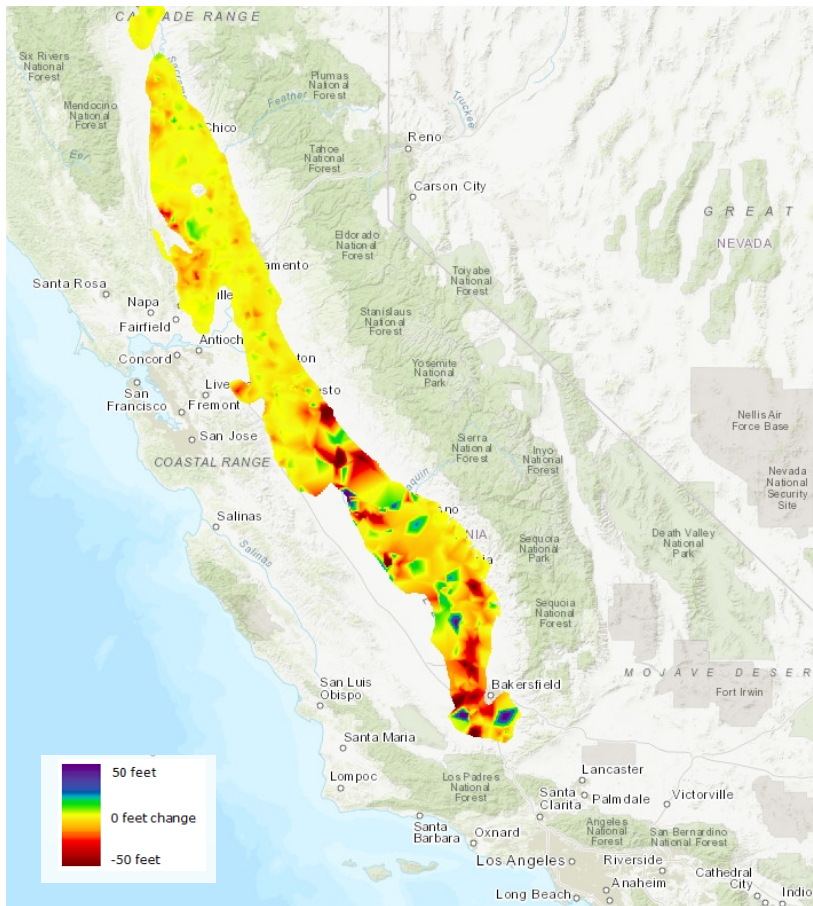 CASCADE RANGE
Six Rivers
National
Forest
Plumas
National
Forest
Mendocino
National
Forest
Feather
Truckee
Chico
Reno
Tahoe
National
Forest
Eel
Carson City
GREAT
NEVADA
Eldorado
National
Forest
Toiyabe
National
Forest
Santa Rosa
Napa
Fairfield
Stanislaus
National
Forest
Antioch
Concord
Yosemite
National
Park
San
Francisco
Fremont
San Jose
COASTAL RANGE
Nellis Air
Force Base
Sierra
National
Forest
Inyo
National
Forest
Nevada
National
Security
Site
Salinas
Salinas
Death Valley
National
Park
Sequoia
National
Park
Sequoia
National
Forest
MOJAVE DESER
Bakersfield
Fort Irwin
San Luis
Obispo
Santa Maria
50 feet
0 feet change
-50 feet
Lompoc
Los Padres
National
Forest
Lancaster
Santa
Clarita
Palmdale
Victorville
Santa
Barbara
Oxnard
Angeles
National
Forest
San Bernardino
National Forest
Los Angeles
Riverside
Anaheim
Cathedral
City
Indio
Long Beach